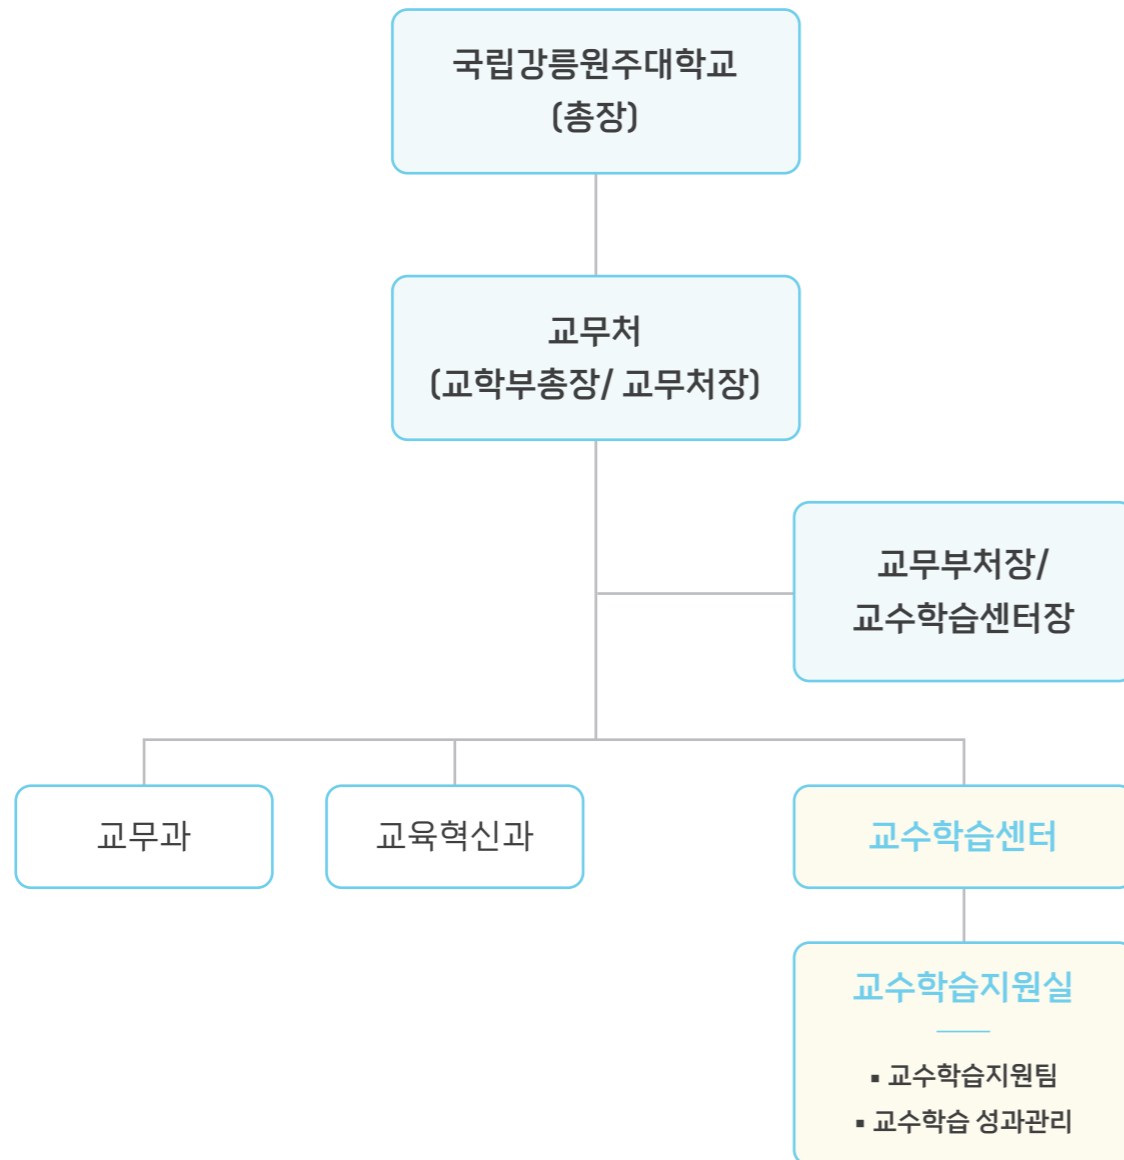 국립강릉원주대학교
(총장)
교무처
(교학부총장/ 교무처장)
교무부처장/
교수학습센터장
교무과
교육혁신과
교수학습센터
교수학습지원실
▪ 교수학습지원팀
▪ 교수학습 성과관리